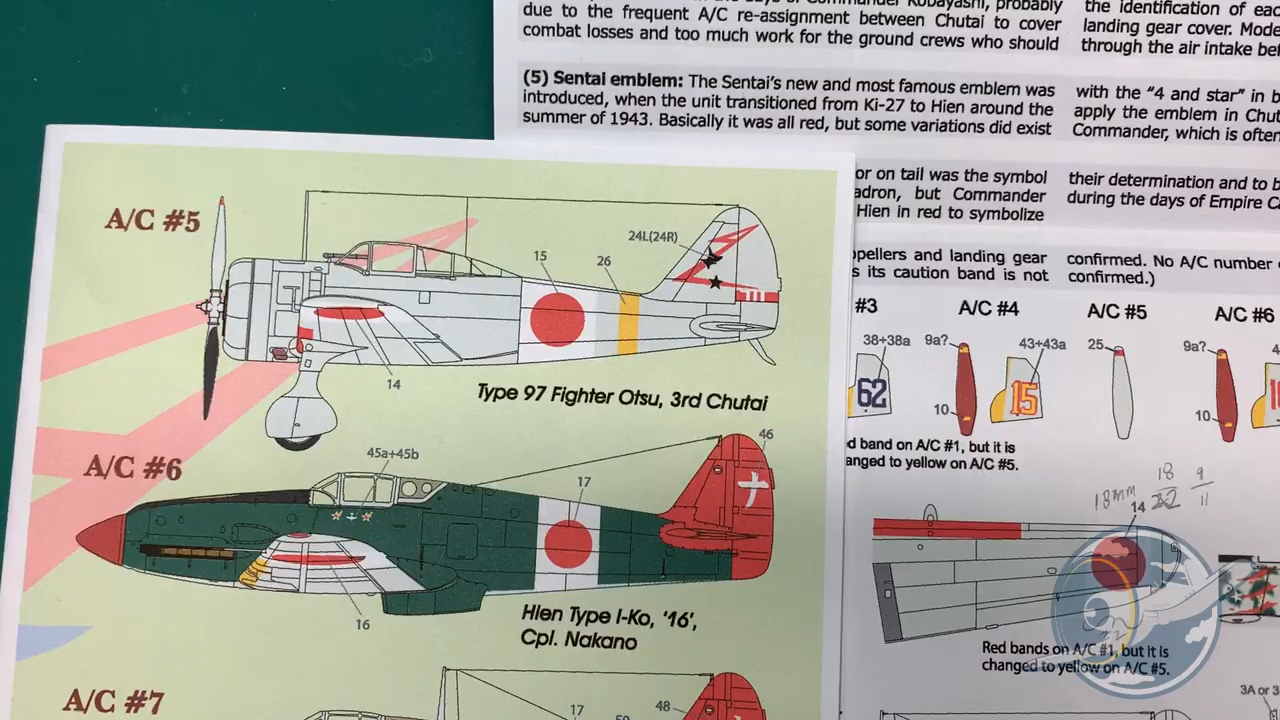 due to the frequent A/C re-assignment between Chutai to cover
combat losses and too much work for the ground crews who should
the identification of eac
landing gear cover. Mode
through the air intake bef
(5) Sentai emblem: The Sentai's new and most famous emblem was
introduced, when the unit transitioned from Ki-27 to Hien around the
summer of 1943. Basically it was all red, but some variations did exist
with the "4 and star" in b
apply the emblem in Chut
Commander, which is often
or on tail was the symbol
adron, but Commander
Hien in red to symbolize
their determination and to b
during the days of Empire Ca
pellers and landing gear
s its caution band is not
confirmed. No A/C number
confirmed.)
A/C #5
24L(24R)
15
26
14
Type 97 Fighter Otsu, 3rd Chutai
A/C #6
45a+45b
46
17
16
Hien Type I-Ko, '16',
Cpl. Nakano
A/C #7
17
48
#3
A/C #4
A/C #5
A/C #6
38+38a
9a?
43+43a
25
9a?
62
15
10
10
d band on A/C #1, but it is
anged to yellow on A/C #5.
18
9
18mm
14
11
Red bands on A/C #1, but it is
changed to yellow on A/C #5.
3A or 3